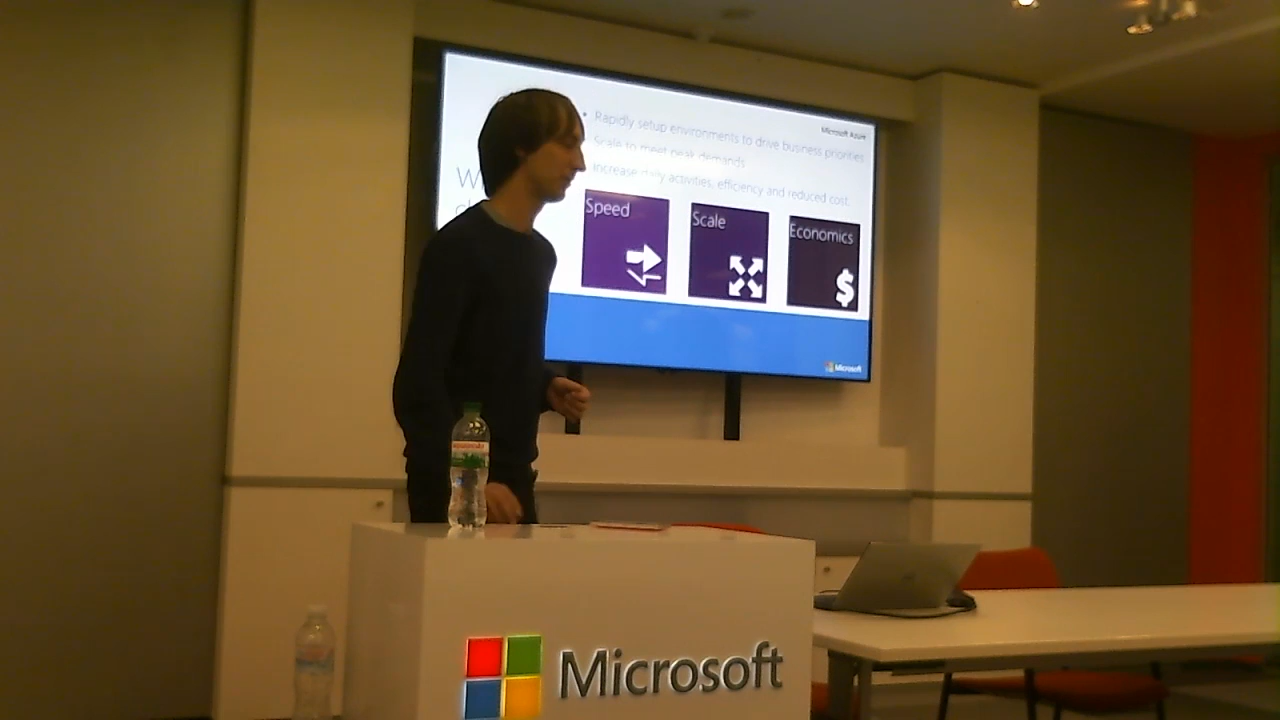 Microsoft Azure
• Rapidly setup environments to drive business priorities
Scale to meet peak demands
Increase daily activities, efficiency and reduced cost.
W
Speed
Scale
Economics
$
Microsoft
Microsoft